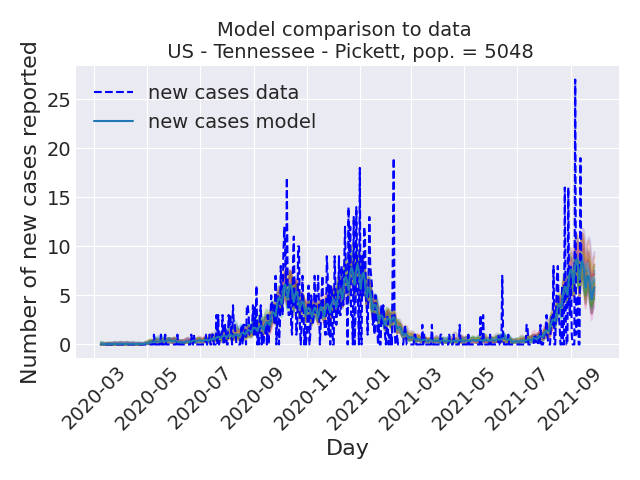 Model comparison to data
US - Tennessee - Pickett, pop. = 5048
Number of new cases reported
25
20
15
10
5
0
new cases data
new cases model
2020-03
2020-05
2020-07
2020-09
2020-11
2021-01
2021-03
2021-05
2021-07
2021-09
Day